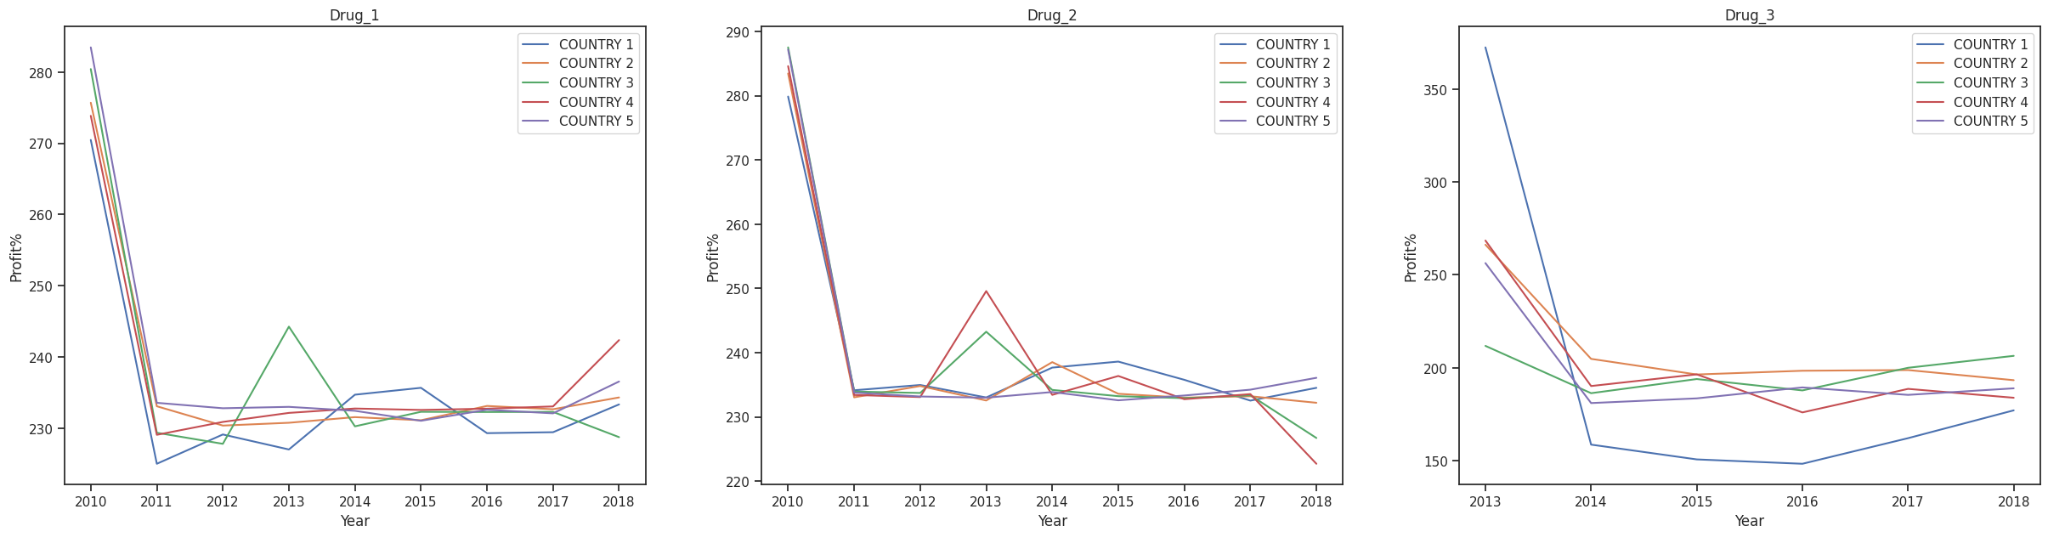 Drug_1
COUNTRY 1
COUNTRY 2
COUNTRY 3
COUNTRY 4
COUNTRY 5
280
270
260
250
240
230
Profit%
2010 2011 2012 2013 2014 2015 2016 2017 2018
Year
Drug_2
COUNTRY 1
COUNTRY 2
COUNTRY 3
COUNTRY 4
COUNTRY 5
290
280
270
260
250
240
230
220
Profit%
2010 2011 2012 2013 2014 2015 2016 2017 2018
Year
Drug_3
COUNTRY 1
COUNTRY 2
COUNTRY 3
COUNTRY 4
COUNTRY 5
350
300
250
200
150
Profit%
2013 2014 2015 2016 2017 2018
Year